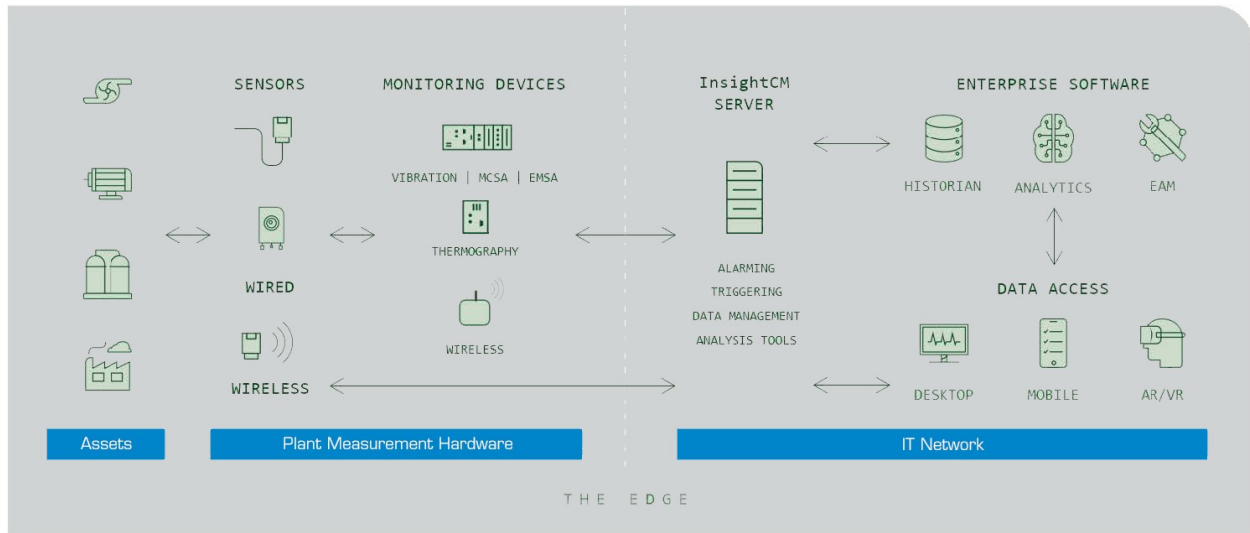 SENSORS
WIRED
WIRELESS
MONITORING DEVICES
VIBRATION | MCSA | EMSA
THERMOGRAPHY
WIRELESS
InsightCM
SERVER
ALARMING
TRIGGERING
DATA MANAGEMENT
ANALYSIS TOOLS
ENTERPRISE SOFTWARE
HISTORIAN ANALYTICS EAM
DATA ACCESS
DESKTOP MOBILE AR/VR
Assets
Plant Measurement Hardware
IT Network
THE EDGE